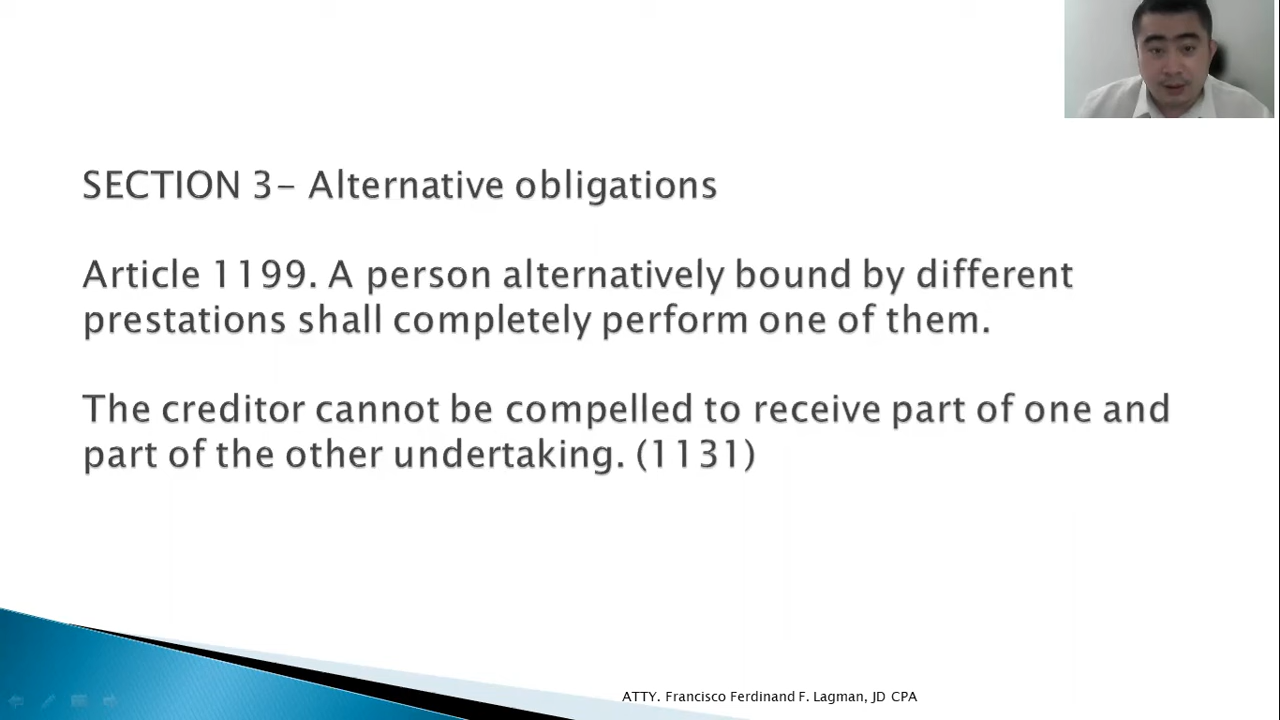 SECTION 3- Alternative obligations
Article 1199. A person alternatively bound by different
prestations shall completely perform one of them.
The creditor cannot be compelled to receive part of one and
part of the other undertaking. (1131)
ATTY. Francisco Ferdinand F. Lagman, JD CPA